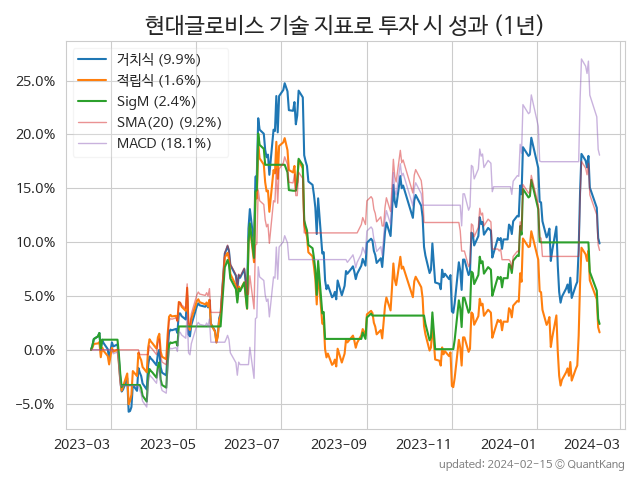 현대글로비스 기술 지표로 투자 시 성과 (1년)
거치식 (9.9%)
적립식 (1.6%)
SigM (2.4%)
SMA(20) (9.2%)
MACD (18.1%)
25.0%
20.0%
15.0%
10.0%
5.0%
0.0%
−5.0%
2023-03 2023-05 2023-07 2023-09 2023-11 2024-01 2024-03
updated: 2024-02-15 ⓒ QuantKang